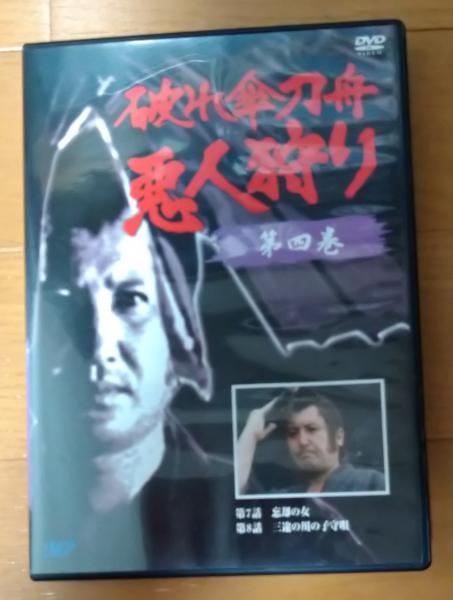 DVD
VIDEO
破れ傘刀舟
悪人狩り
第四巻
第7話 忘却の女
第8話 三途の川の子守唄